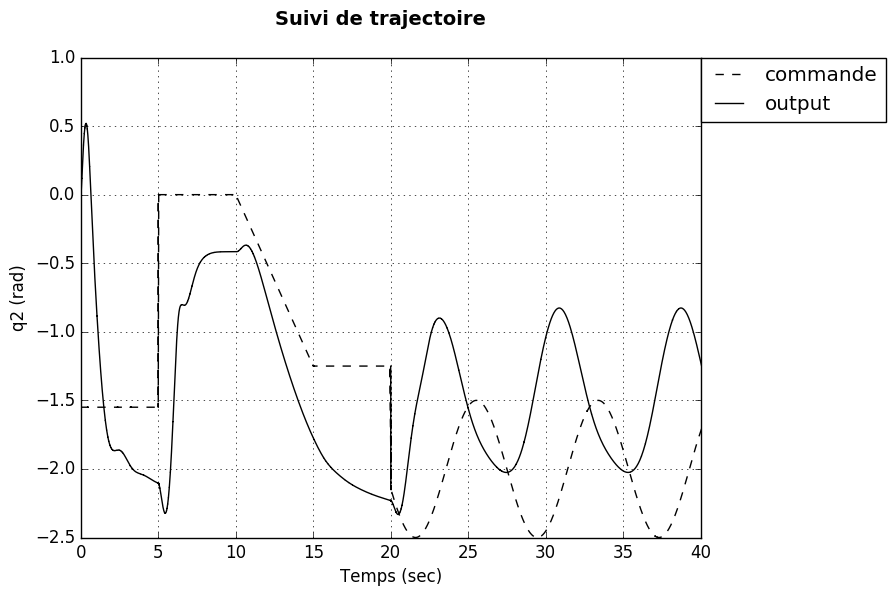 Suivi de trajectoire
1.0
0.5
0.0
−0.5
−1.0
−1.5
−2.0
−2.5
q2 (rad)
0 5 10 15 20 25 30 35 40
Temps (sec)
commande
output